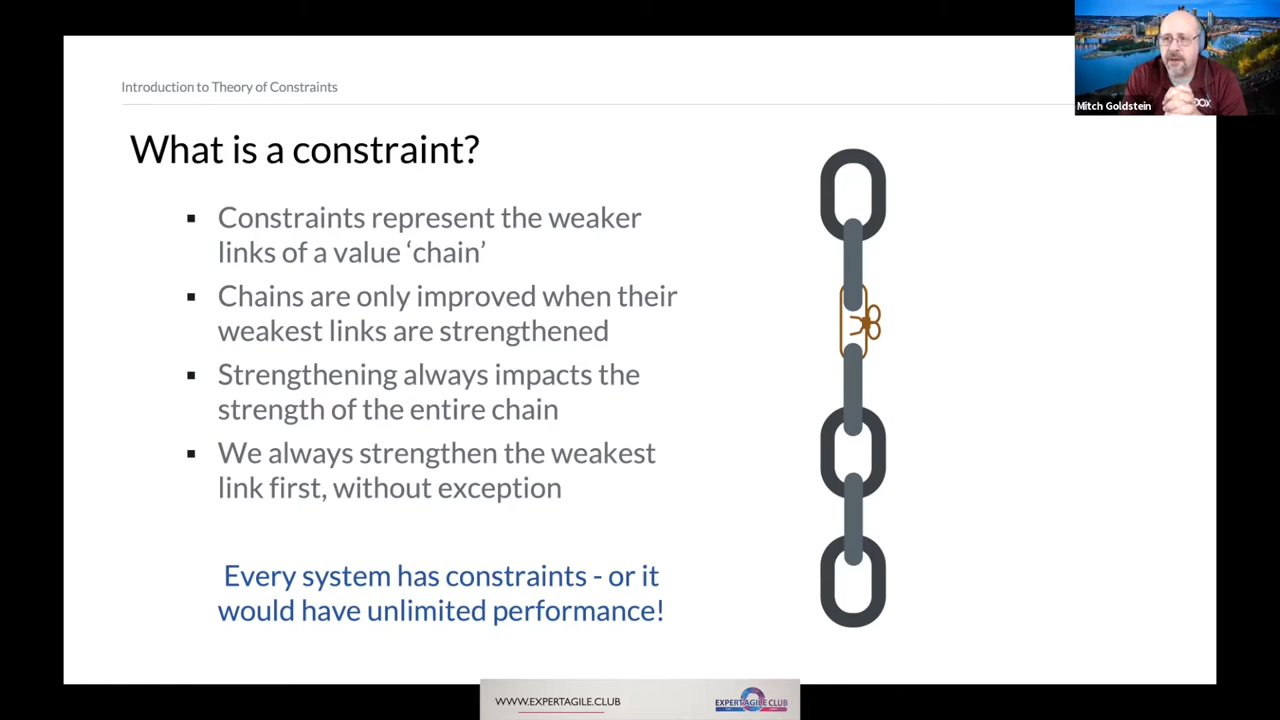 Introduction to Theory of Constraints
What is a constraint?
▪ Constraints represent the weaker
links of a value ‘chain’
▪ Chains are only improved when their
weakest links are strengthened
▪ Strengthening always impacts the
strength of the entire chain
▪ We always strengthen the weakest
link first, without exception
Every system has constraints - or it
would have unlimited performance!
Mitch Goldstein
WWW.EXPERTAGILE.CLUB
EXPERTAGILE CLUB